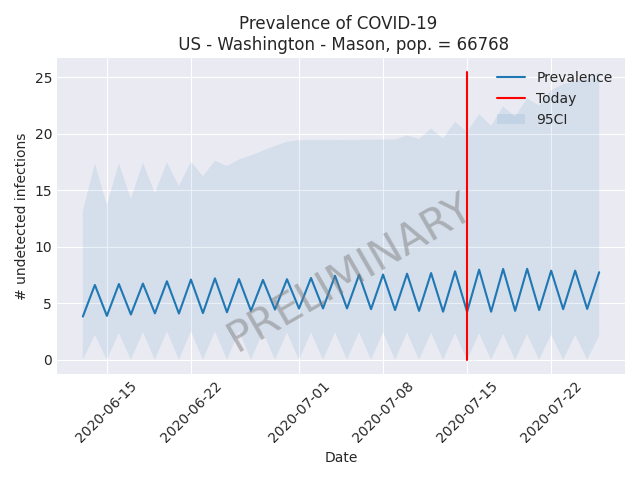 Prevalence of COVID-19
US - Washington - Mason, pop. = 66768
Prevalence
Today
95CI
# undetected infections
25
20
15
10
5
0
PRELIMINARY
2020-06-15
2020-06-22
2020-07-01
2020-07-08
2020-07-15
2020-07-22
Date